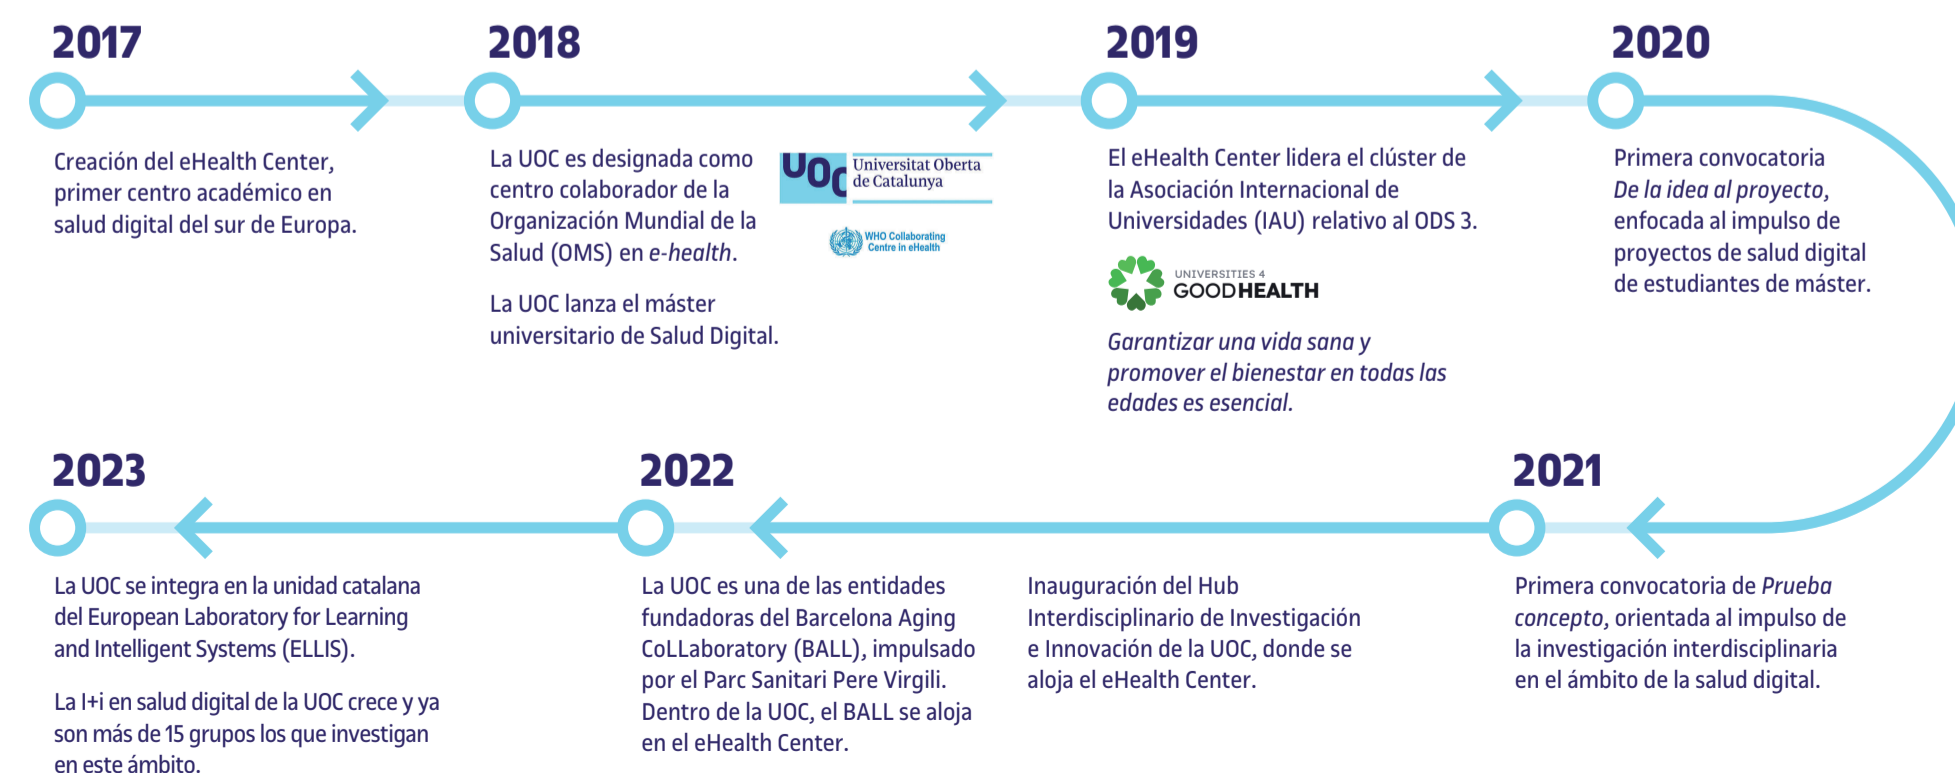 2017
Creación del eHealth Center,
primer centro académico en
salud digital del sur de Europa.
2018
La UOC es designada como
centro colaborador de la
Organización Mundial de la
Salud (OMS) en e-health.
La UOC lanza el máster
universitario de Salud Digital.
UOC
Universitat Oberta
de Catalunya
WHO Collaborating
Centre in eHealth
2019
El eHealth Center lidera el clúster de
la Asociación Internacional de
Universidades (IAU) relativo al ODS 3.
UNIVERSITIES 4
GOODHEALTH
Garantizar una vida sana y
promover el bienestar en todas las
edades es esencial.
2020
Primera convocatoria
De la idea al proyecto,
enfocada al impulso de
proyectos de salud digital
de estudiantes de máster.
2021
Primera convocatoria de Prueba
concepto, orientada al impulso de
la investigación interdisciplinaria
en el ámbito de la salud digital.
2022
Inauguración del Hub
Interdisciplinario de Investigación
e Innovación de la UOC, donde se
aloja el eHealth Center.
La UOC es una de las entidades
fundadoras del Barcelona Aging
CoLLaboratory (BALL), impulsado
por el Parc Sanitari Pere Virgili.
Dentro de la UOC, el BALL se aloja
en el eHealth Center.
2023
La UOC se integra en la unidad catalana
del European Laboratory for Learning
and Intelligent Systems (ELLIS).
La I+i en salud digital de la UOC crece y ya
son más de 15 grupos los que investigan
en este ámbito.